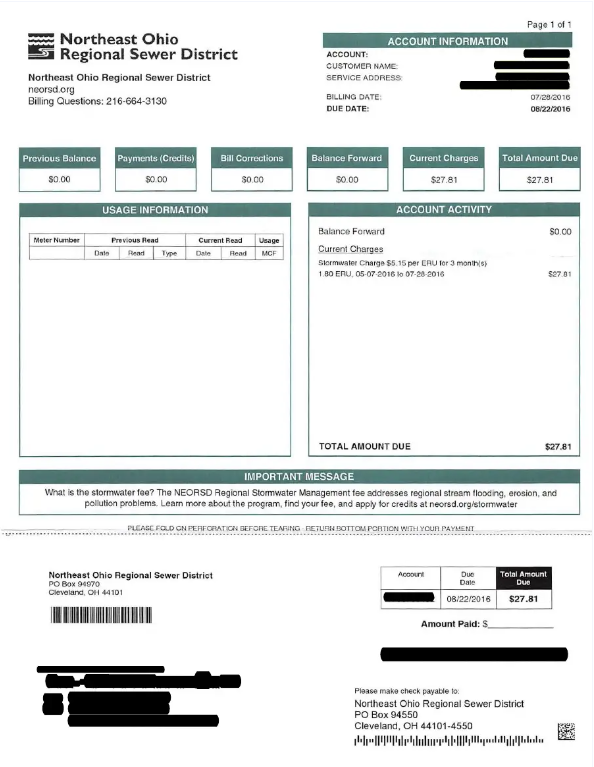 Page 1 of 1
Northeast Ohio
Regional Sewer District
Northeast Ohio Regional Sewer District
neorsd.org
Billing Questions: 216-664-3130
ACCOUNT INFORMATION
ACCOUNT:
CUSTOMER NAME:
SERVICE ADDRESS:
BILLING DATE: 07/28/2016
DUE DATE: 08/22/2016
Previous Balance Payments (Credits) Bill Corrections Balance Forward Current Charges Total Amount Due
$0.00 $0.00 $0.00 $0.00 $27.81 $27.81
USAGE INFORMATION
Meter Number Previous Read Current Read Usage
Date Read Type Date Read MCF
ACCOUNT ACTIVITY
Balance Forward $0.00
Current Charges
Stormwater Charge $5.15 per ERU for 3 month(s)
1.80 ERU, 05-07-2016 to 07-28-2016 $27.81
TOTAL AMOUNT DUE $27.81
IMPORTANT MESSAGE
What is the stormwater fee? The NEORSD Regional Stormwater Management fee addresses regional stream flooding, erosion, and
pollution problems. Learn more about the program, find your fee, and apply for credits at neorsd.org/stormwater
PLEASE FOLD ON PERFORATION BEFORE TEARING - RETURN BOTTOM PORTION WITH YOUR PAYMENT
Northeast Ohio Regional Sewer District
PO Box 94970
Cleveland, OH 44101
Account Due Date Total Amount Due
08/22/2016 $27.81
Amount Paid: $
Please make check payable to:
Northeast Ohio Regional Sewer District
PO Box 94550
Cleveland, OH 44101-4550